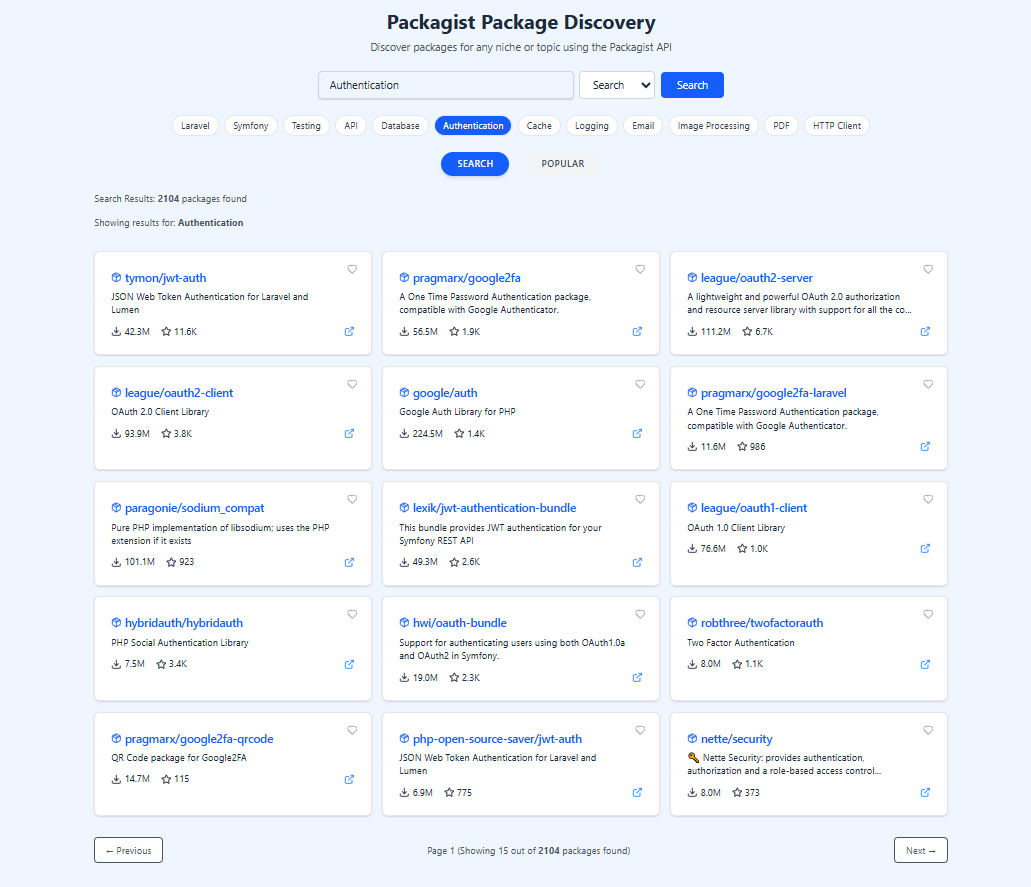 Packagist Package Discovery
Discover packages for any niche or topic using the Packagist API
Authentication
Search
Search
Laravel
Symfony
Testing
API
Database
Authentication
Cache
Logging
Email
Image Processing
PDF
HTTP Client
SEARCH
POPULAR
Search Results: 2104 packages found
Showing results for: Authentication
tymon/jwt-auth
JSON Web Token Authentication for Laravel and
Lumen
42.3M 11.6K
pragmarx/google2fa
A One Time Password Authentication package,
compatible with Google Authenticator.
56.5M 1.9K
league/oauth2-server
A lightweight and powerful OAuth 2.0 authorization
and resource server library with support for all the co...
111.2M 6.7K
league/oauth2-client
OAuth 2.0 Client Library
93.9M 3.8K
google/auth
Google Auth Library for PHP
224.5M 1.4K
pragmarx/google2fa-laravel
A One Time Password Authentication package,
compatible with Google Authenticator.
11.6M 986
paragonie/sodium_compat
Pure PHP implementation of libsodium; uses the PHP
extension if it exists
101.1M 923
lexik/jwt-authentication-bundle
This bundle provides JWT authentication for your
Symfony REST API
49.3M 2.6K
league/oauth1-client
OAuth 1.0 Client Library
76.6M 1.0K
hybridauth/hybridauth
PHP Social Authentication Library
7.5M 3.4K
hwi/oauth-bundle
Support for authenticating users using both OAuth1.0a
and OAuth2 in Symfony.
19.0M 2.3K
robthree/twofactorauth
Two Factor Authentication
8.0M 1.1K
pragmarx/google2fa-qrcode
QR Code package for Google2FA
14.7M 115
php-open-source-saver/jwt-auth
JSON Web Token Authentication for Laravel and
Lumen
6.9M 775
nette/security
🔑 Nette Security: provides authentication,
authorization and a role-based access control...
8.0M 373
← Previous
Page 1 (Showing 15 out of 2104 packages found)
Next →